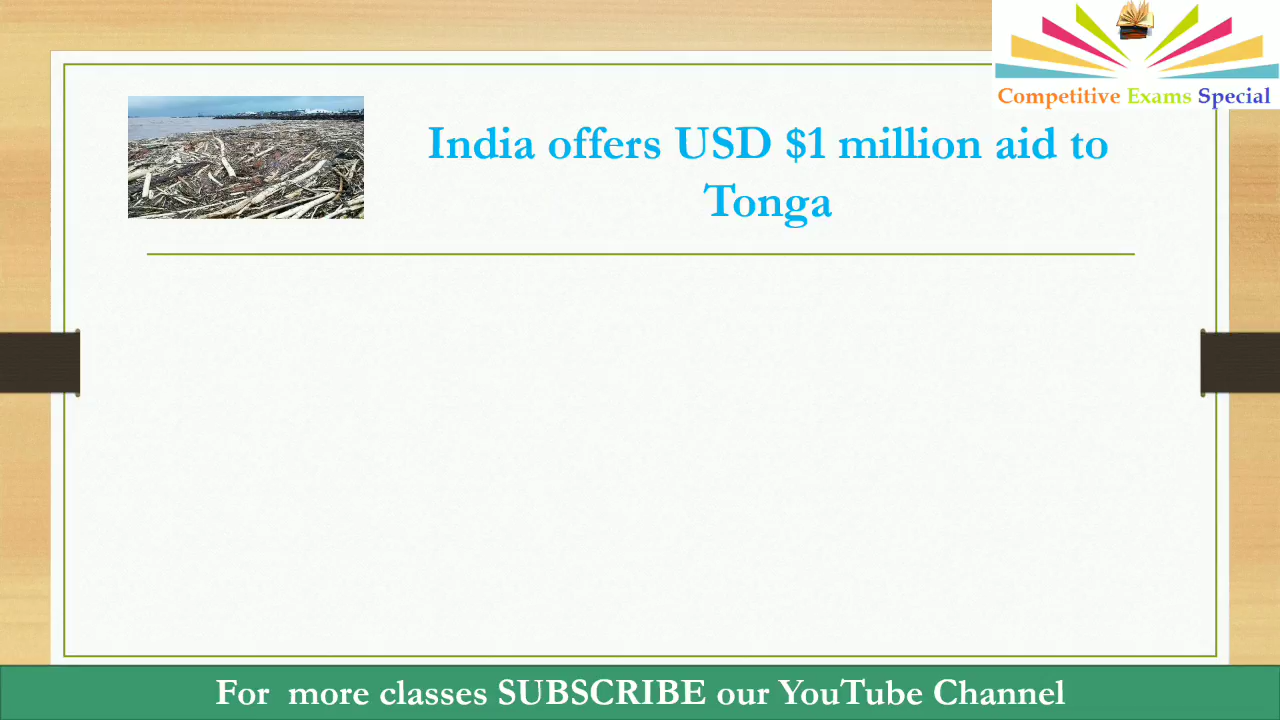 Competitive Exams Special
India offers USD $1 million aid to
Tonga
For  more classes SUBSCRIBE our YouTube Channel